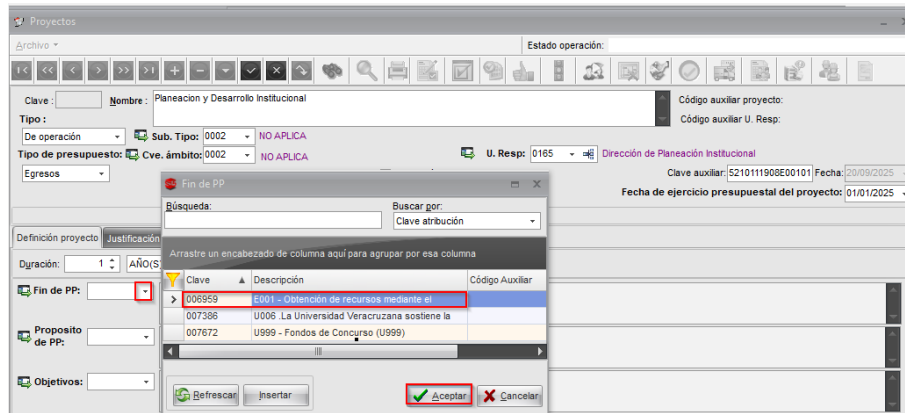 Proyectos
Archivo
Estado operación:
Clave :
Nombre : Planeacion y Desarrollo Institucional
Código auxiliar proyecto:
Tipo :
Código auxiliar U. Resp:
De operación
Sub. Tipo: 0002 NO APLICA
Tipo de presupuesto:
Cve. ámbito: 0002 NO APLICA
U. Resp: 0165 Dirección de Planeación Institucional
Egresos
Clave auxiliar: 5210111908E00101 Fecha: 20/09/2025
Fecha de ejercicio presupuestal del proyecto: 01/01/2025
Definición proyecto Justificación
Duración: 1 AÑO(S)
Fin de PP:
Proposito
de PP:
Objetivos:
Fin de PP
Búsqueda:
Buscar por:
Clave atribución
Arrastre un encabezado de columna aquí para agrupar por esa columna
Clave Descripción Código Auxiliar
006959 E001 - Obtención de recursos mediante el
007386 U006 .La Universidad Veracruzana sostiene la
007672 U999 - Fondos de Concurso (U999)
Refrescar Insertar Aceptar Cancelar